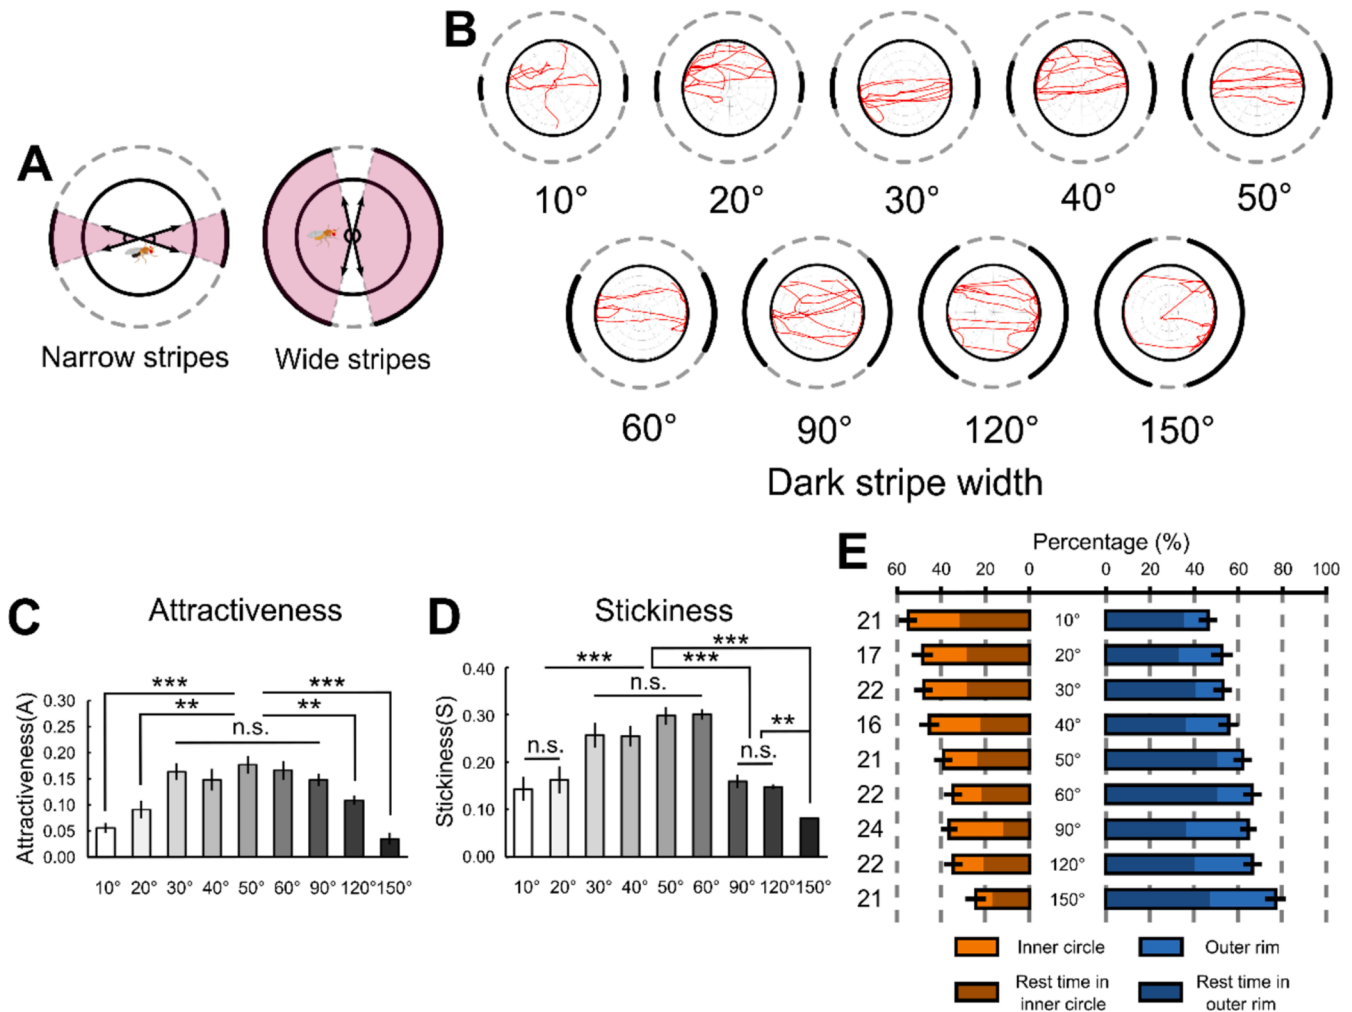 A
Narrow stripes
Wide stripes
B
10°
20°
30°
40°
50°
60°
90°
120°
150°
Dark stripe width
C
Attractiveness
Attractiveness(A)
0.30
0.25
0.20
0.15
0.10
0.05
0.00
***
**
n.s.
***
**
10° 20° 30° 40° 50° 60° 90° 120° 150°
D
Stickiness
Stickiness(S)
0.40
0.30
0.20
0.10
0.00
***
***
***
n.s.
**
n.s.
n.s.
10° 20° 30° 40° 50° 60° 90° 120° 150°
E
Percentage (%)
60 40 20 0 0 20 40 60 80 100
21 10°
17 20°
22 30°
16 40°
21 50°
22 60°
24 90°
22 120°
21 150°
Inner circle
Outer rim
Rest time in
inner circle
Rest time in
outer rim